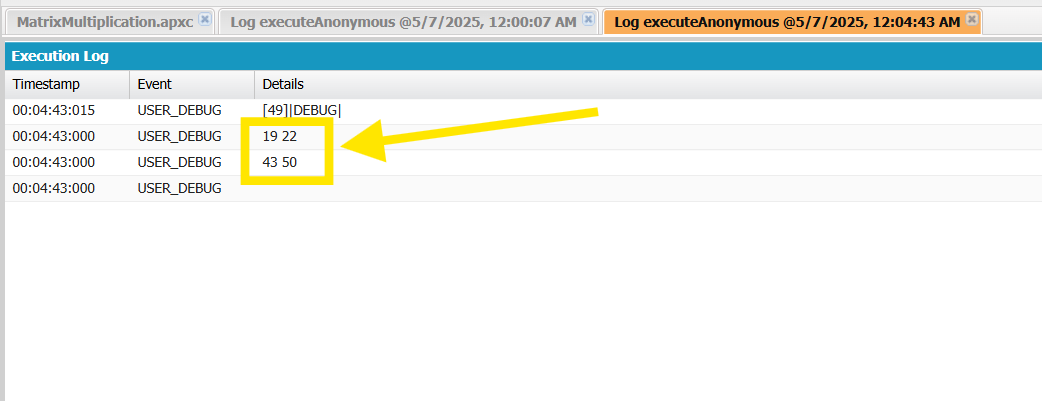 MatrixMultiplication.apxc Log executeAnonymous @5/7/2025, 12:00:07 AM Log executeAnonymous @5/7/2025, 12:04:43 AM
Execution Log
Timestamp Event Details
00:04:43:015 USER_DEBUG [49]|DEBUG|
00:04:43:000 USER_DEBUG 19 22
00:04:43:000 USER_DEBUG 43 50
00:04:43:000 USER_DEBUG